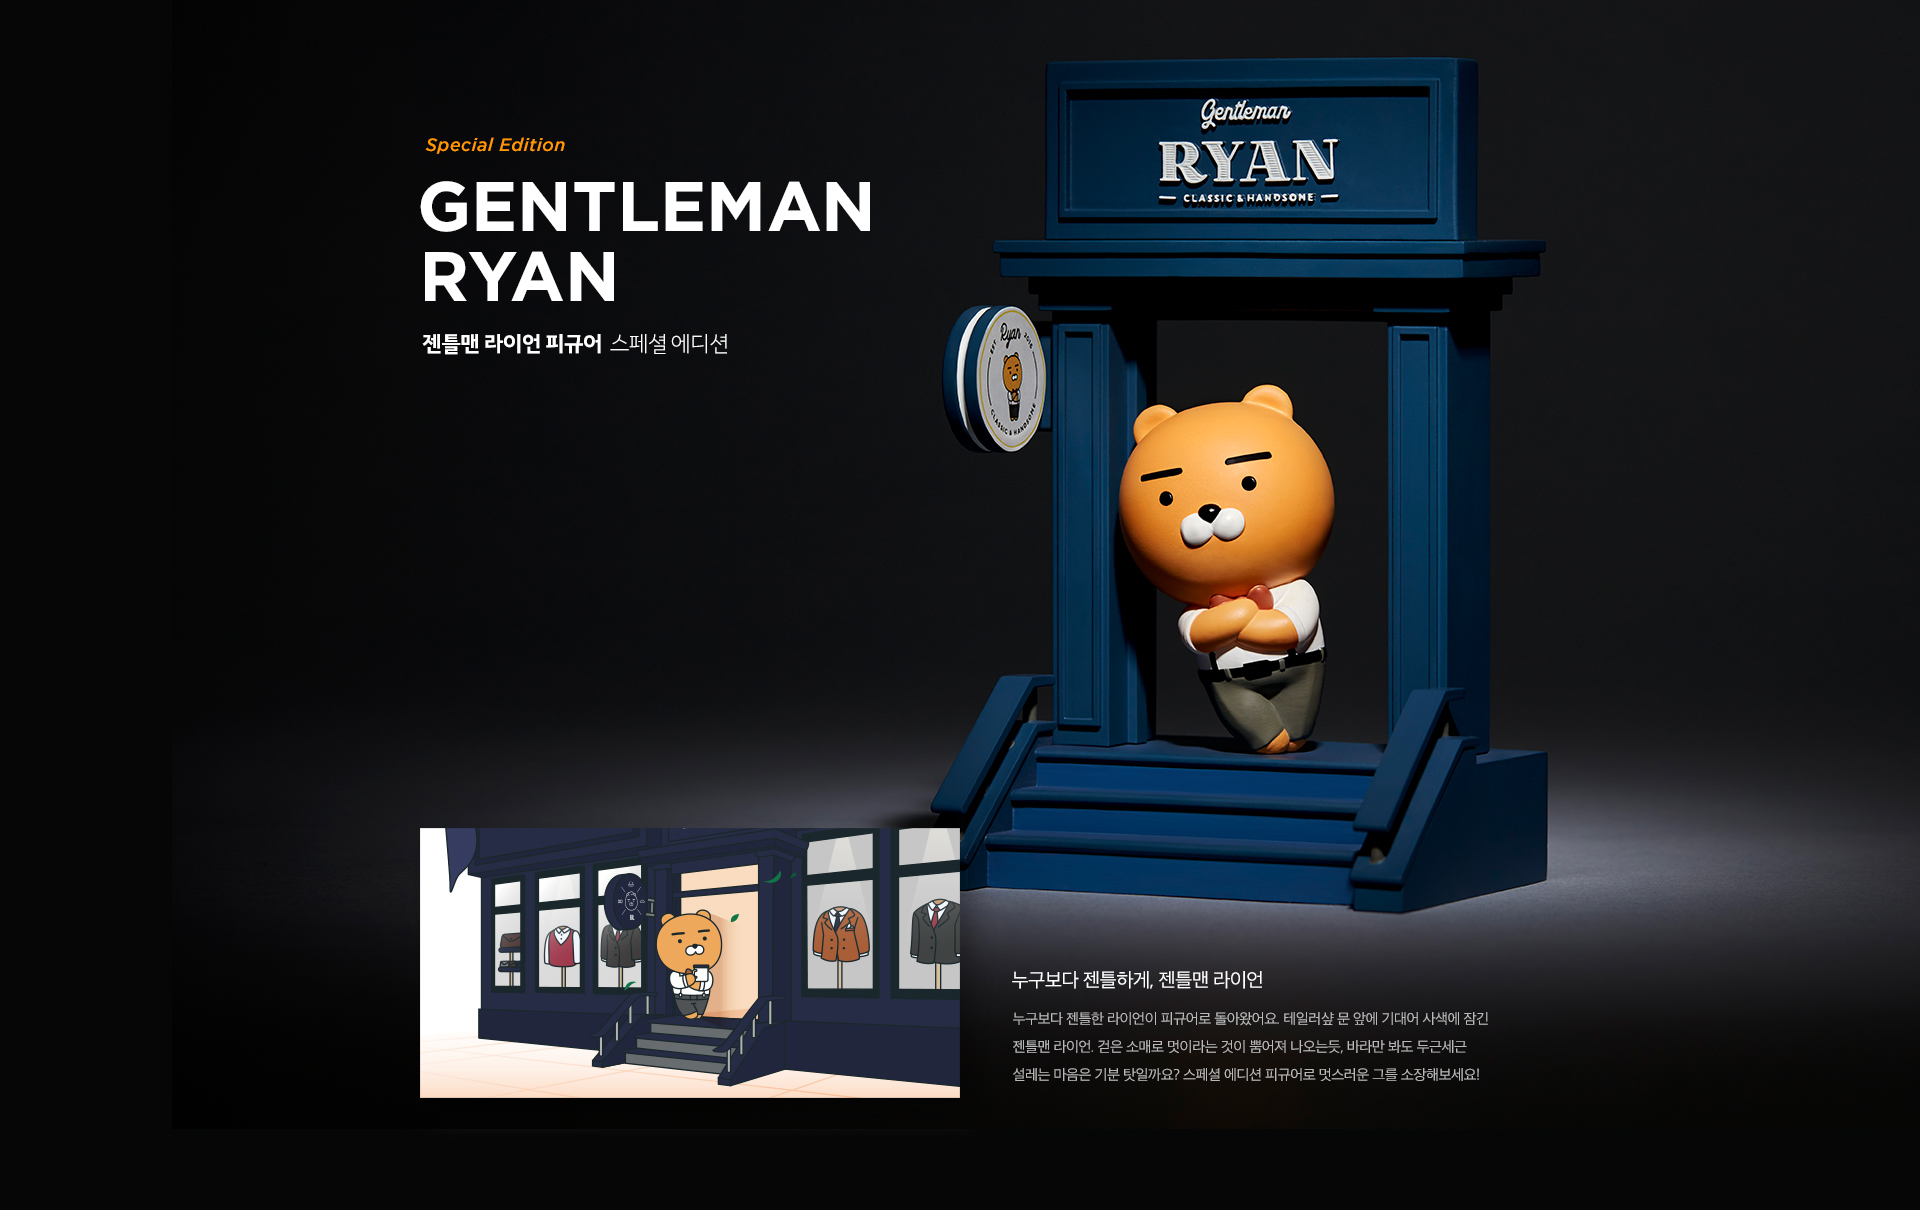 Special Edition
GENTLEMAN
RYAN
젠틀맨 라이언 피규어 스페셜 에디션
Gentleman
RYAN
CLASSIC & HANDSOME
Ryan
EST. 2016
CLASSIC & HANDSOME
누구보다 젠틀하게, 젠틀맨 라이언
누구보다 젠틀한 라이언이 피규어로 돌아왔어요. 테일러샾 문 앞에 기대어 사색에 잠긴
젠틀맨 라이언. 걷은 소매로 멋이라는 것이 뿜어져 나오는듯, 바라만 봐도 두근세근
설레는 마음은 기분 탓일까요? 스페셜 에디션 피규어로 멋스러운 그를 소장해보세요!